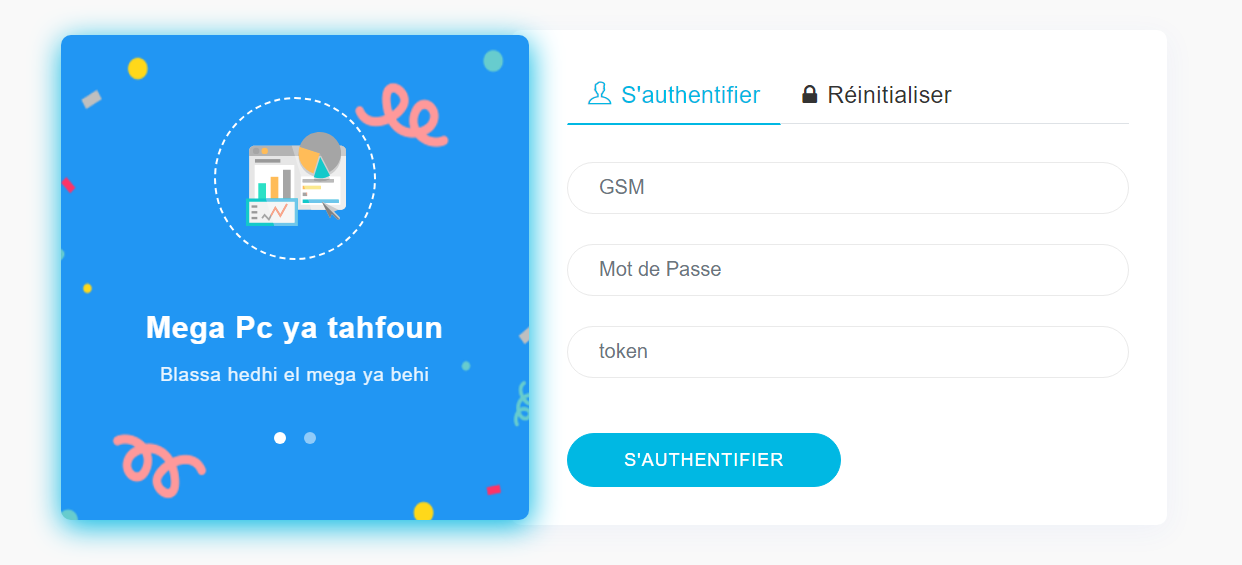 Mega Pc ya tahfoun
Blassa hedhi el mega ya behi
S'authentifier
Réinitialiser
GSM
Mot de Passe
token
S'AUTHENTIFIER